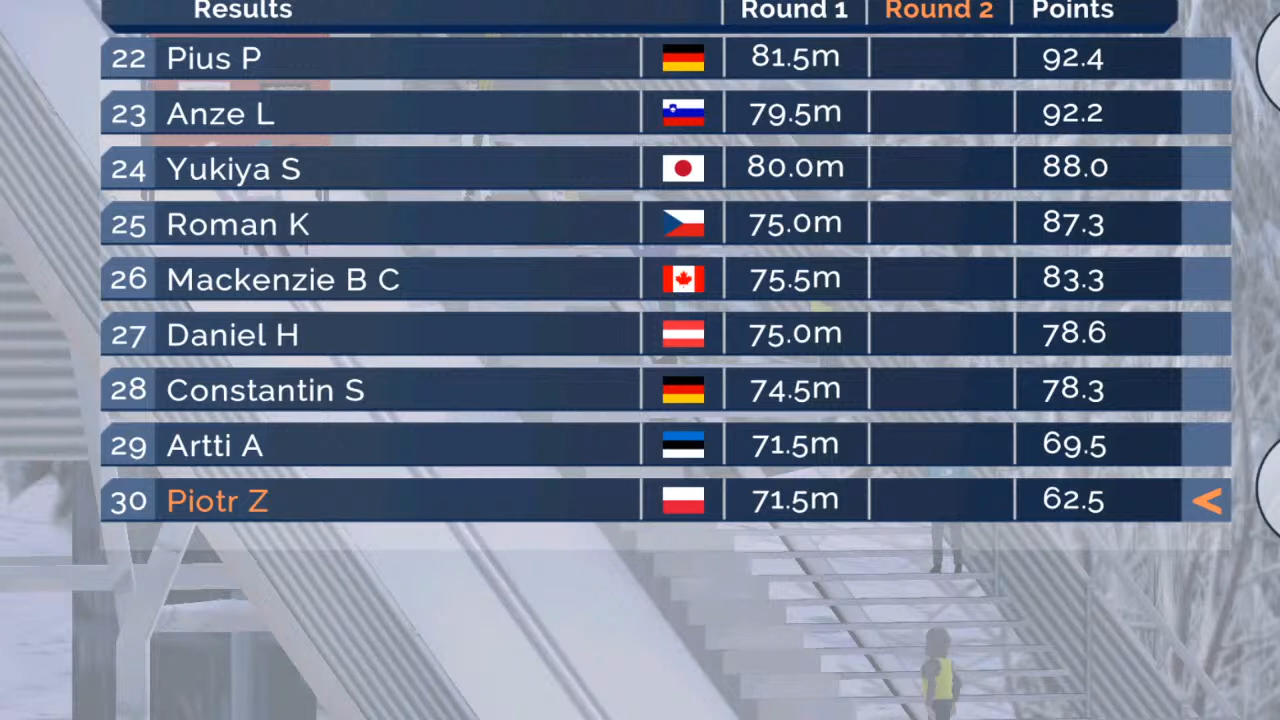 Results Round 1 Round 2 Points
22 Pius P 81.5m 92.4
23 Anze L 79.5m 92.2
24 Yukiya S 80.0m 88.0
25 Roman K 75.0m 87.3
26 Mackenzie B C 75.5m 83.3
27 Daniel H 75.0m 78.6
28 Constantin S 74.5m 78.3
29 Artti A 71.5m 69.5
30 Piotr Z 71.5m 62.5 <